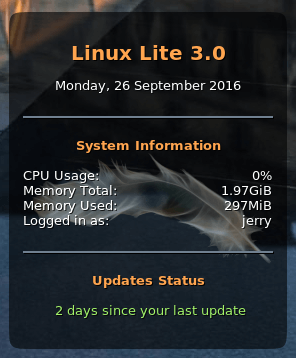 Linux Lite 3.0
Monday, 26 September 2016
System Information
CPU Usage: 0%
Memory Total: 1.97GiB
Memory Used: 297MiB
Logged in as: jerry
Updates Status
2 days since your last update